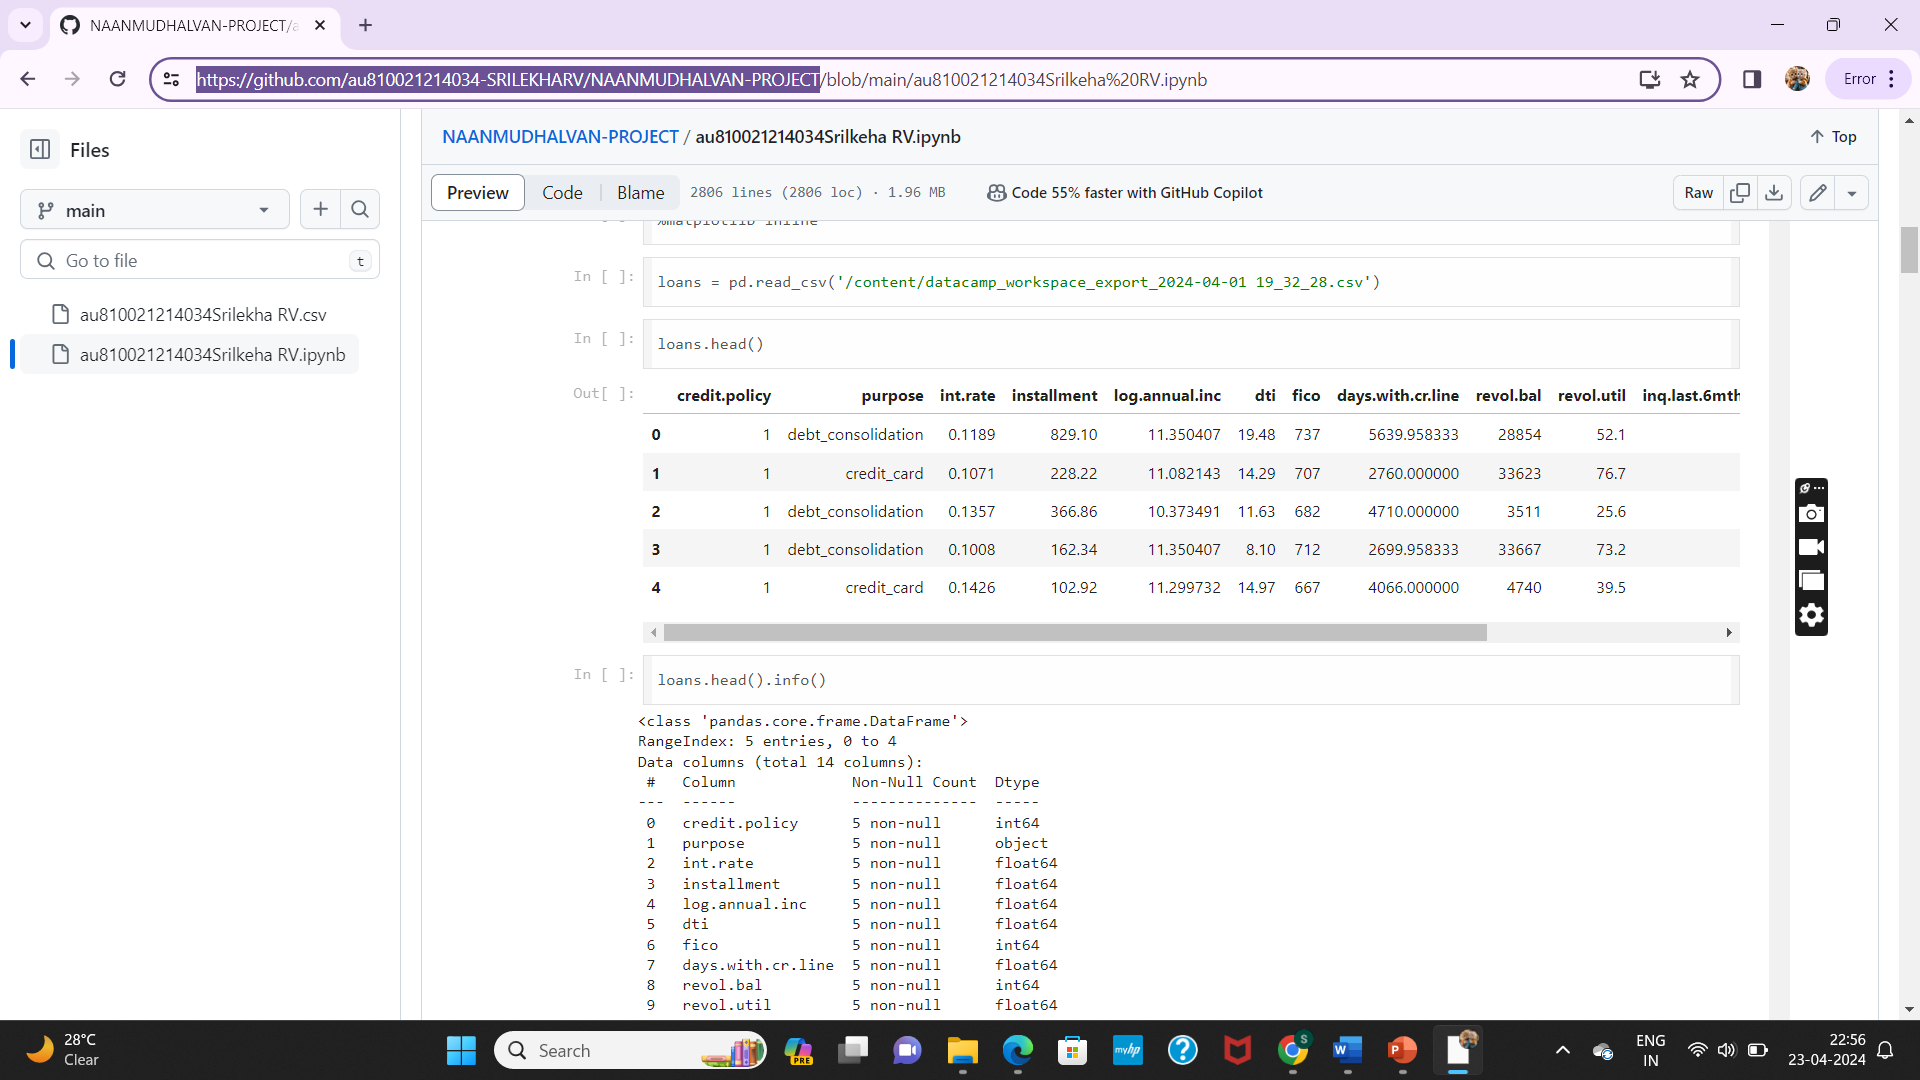 NAANMUDHALVAN-PROJECT/a
https://github.com/au810021214034-SRILEKHARV/NAANMUDHALVAN-PROJECT/blob/main/au810021214034Srilkeha%20RV.ipynb
Error
Files
main
Go to file
t
au810021214034Srilekha RV.csv
au810021214034Srilkeha RV.ipynb
NAANMUDHALVAN-PROJECT / au810021214034Srilkeha RV.ipynb
Top
Preview Code Blame 2806 lines (2806 loc) · 1.96 MB Code 55% faster with GitHub Copilot Raw
%matplotlib inline
In [ ]: loans = pd.read_csv('/content/datacamp_workspace_export_2024-04-01 19_32_28.csv')
In [ ]: loans.head()
Out[ ]: credit.policy purpose int.rate installment log.annual.inc dti fico days.with.cr.line revol.bal revol.util inq.last.6mth
0 1 debt_consolidation 0.1189 829.10 11.350407 19.48 737 5639.958333 28854 52.1
1 1 credit_card 0.1071 228.22 11.082143 14.29 707 2760.000000 33623 76.7
2 1 debt_consolidation 0.1357 366.86 10.373491 11.63 682 4710.000000 3511 25.6
3 1 debt_consolidation 0.1008 162.34 11.350407 8.10 712 2699.958333 33667 73.2
4 1 credit_card 0.1426 102.92 11.299732 14.97 667 4066.000000 4740 39.5
In [ ]: loans.head().info()
<class 'pandas.core.frame.DataFrame'>
RangeIndex: 5 entries, 0 to 4
Data columns (total 14 columns):
# Column Non-Null Count Dtype
--- ------ -------------- -----
0 credit.policy 5 non-null int64
1 purpose 5 non-null object
2 int.rate 5 non-null float64
3 installment 5 non-null float64
4 log.annual.inc 5 non-null float64
5 dti 5 non-null float64
6 fico 5 non-null int64
7 days.with.cr.line 5 non-null float64
8 revol.bal 5 non-null int64
9 revol.util 5 non-null float64
28°C
Clear
Search
PRE
myhp
S
W
P
ENG
IN
22:56
23-04-2024